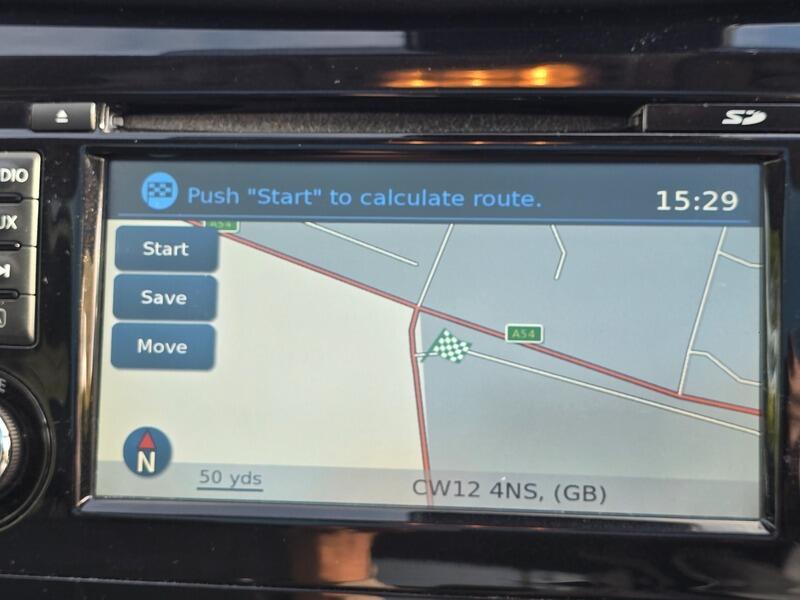 SD
DIO
Push "Start" to calculate route.
15:29
UX
A54
Start
Save
Move
A54
N
50 yds
CW12 4NS, (GB)